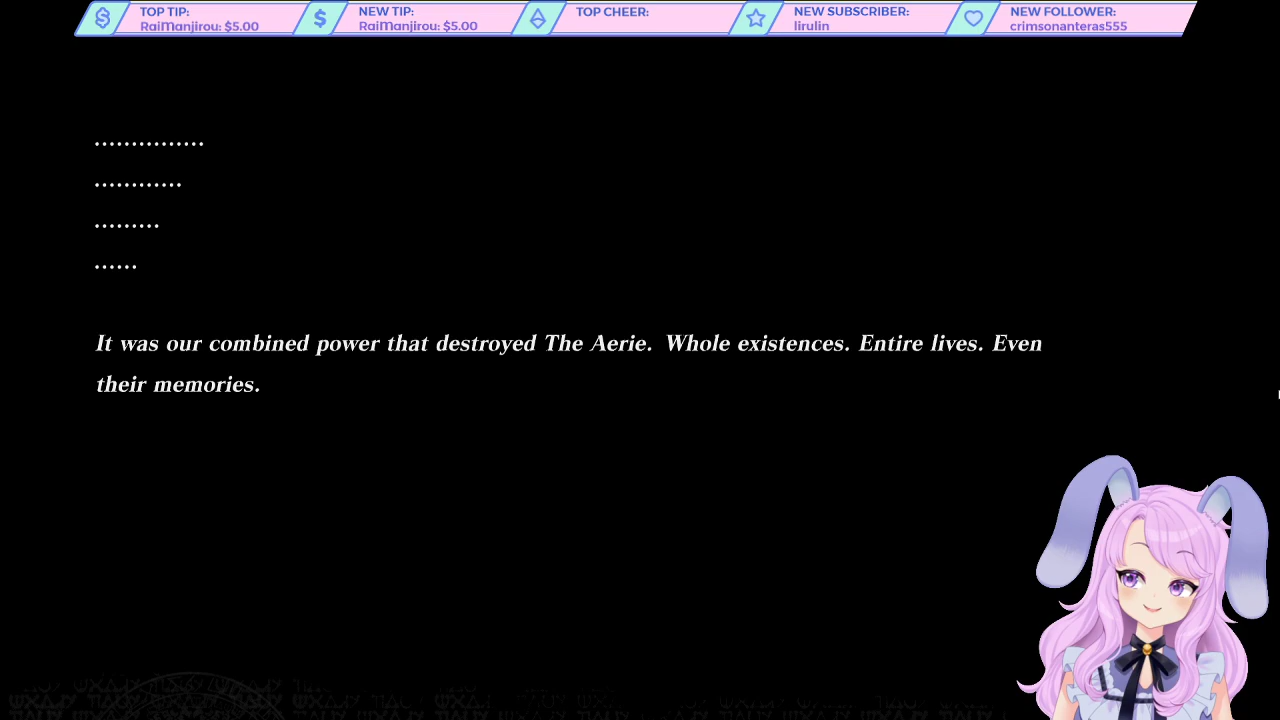 TOP TIP:
RaiManjirou: $5.00
NEW TIP:
RaiManjirou: $5.00
TOP CHEER:
NEW SUBSCRIBER:
lirulin
NEW FOLLOWER:
crimsonanteras555
...............
............
.........
......
It was our combined power that destroyed The Aerie. Whole existences. Entire lives. Even
their memories.